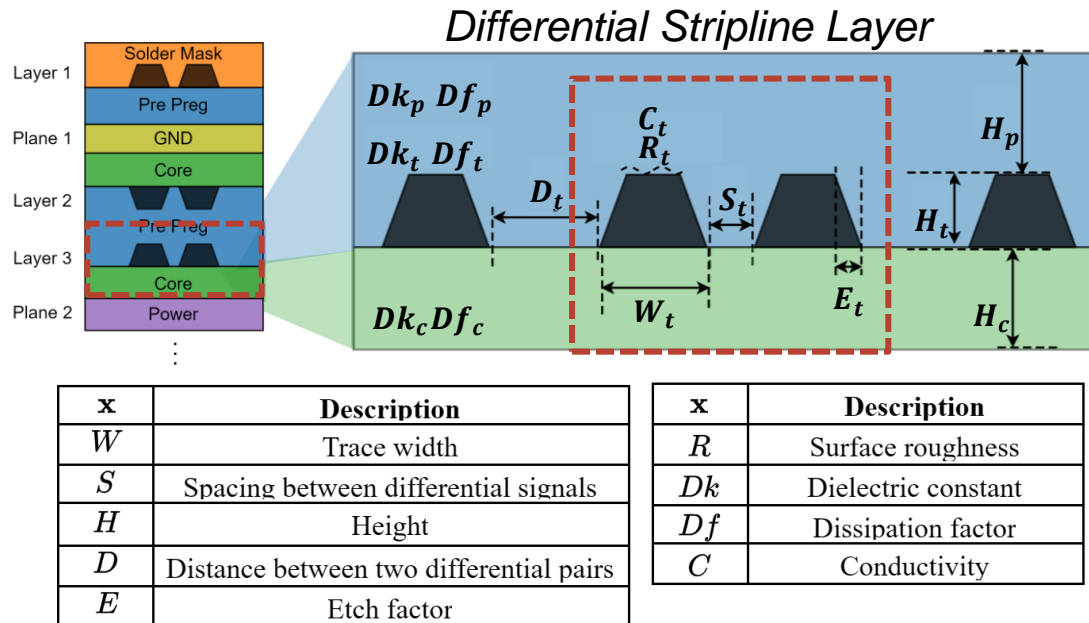 Differential Stripline Layer
Layer 1
Solder Mask
Pre Preg
Plane 1
GND
Core
Layer 2
Pre Preg
Layer 3
Core
Plane 2
Power
⋮
Dk_p Df_p
C_t
R_t
H_p
Dk_t Df_t
D_t
S_t
H_t
W_t
E_t
Dk_c Df_c
H_c
x Description
W Trace width
S Spacing between differential signals
H Height
D Distance between two differential pairs
E Etch factor
x Description
R Surface roughness
Dk Dielectric constant
Df Dissipation factor
C Conductivity